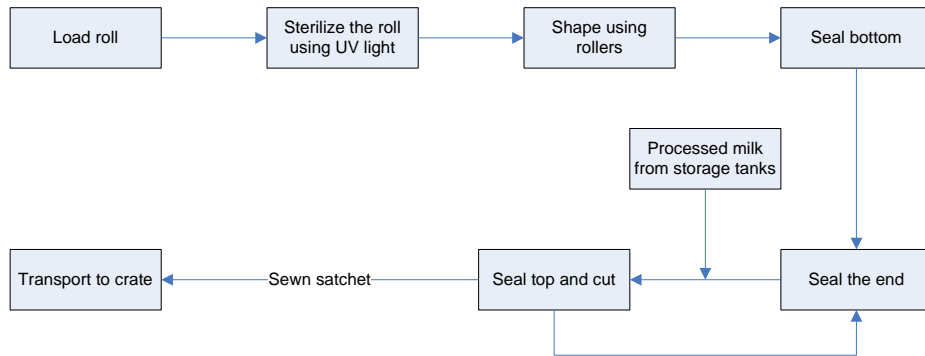 Load roll
Sterilize the roll
using UV light
Shape using
rollers
Seal bottom
Processed milk
from storage tanks
Transport to crate
Sewn satchet
Seal top and cut
Seal the end